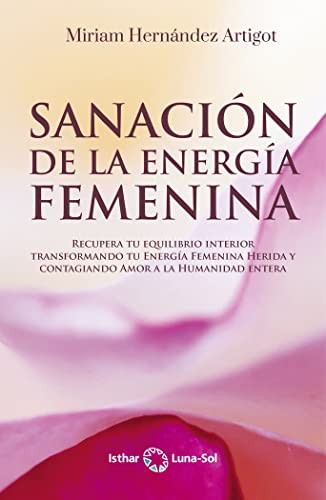 Miriam Hernández Artigot
SANACIÓN
DE LA ENERGÍA
FEMENINA
Recupera tu equilibrio interior
transformando tu Energía Femenina Herida y
contagiando Amor a la Humanidad entera
Isthar Luna-Sol